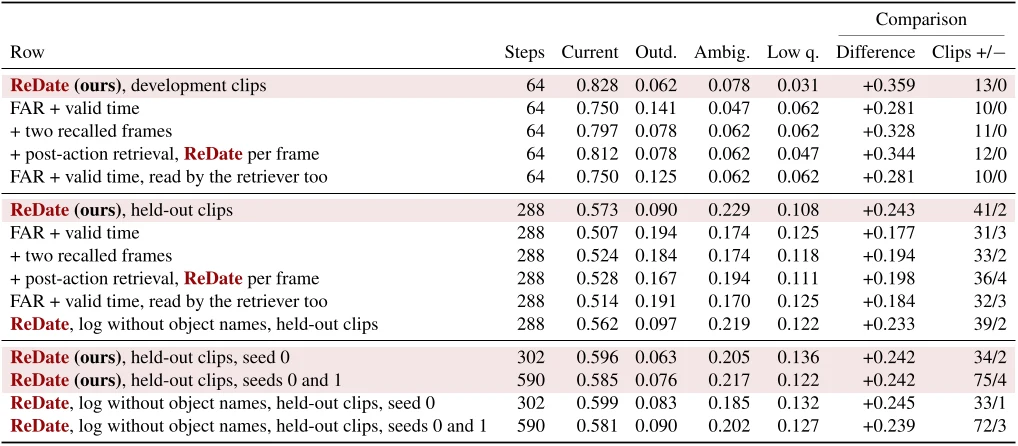 Comparison
Row Steps Current Outd. Ambig. Low q. Difference Clips +/−
ReDate (ours), development clips 64 0.828 0.062 0.078 0.031 +0.359 13/0
FAR + valid time 64 0.750 0.141 0.047 0.062 +0.281 10/0
+ two recalled frames 64 0.797 0.078 0.062 0.062 +0.328 11/0
+ post-action retrieval, ReDate per frame 64 0.812 0.078 0.062 0.047 +0.344 12/0
FAR + valid time, read by the retriever too 64 0.750 0.125 0.062 0.062 +0.281 10/0
ReDate (ours), held-out clips 288 0.573 0.090 0.229 0.108 +0.243 41/2
FAR + valid time 288 0.507 0.194 0.174 0.125 +0.177 31/3
+ two recalled frames 288 0.524 0.184 0.174 0.118 +0.194 33/2
+ post-action retrieval, ReDate per frame 288 0.528 0.167 0.194 0.111 +0.198 36/4
FAR + valid time, read by the retriever too 288 0.514 0.191 0.170 0.125 +0.184 32/3
ReDate, log without object names, held-out clips 288 0.562 0.097 0.219 0.122 +0.233 39/2
ReDate (ours), held-out clips, seed 0 302 0.596 0.063 0.205 0.136 +0.242 34/2
ReDate (ours), held-out clips, seeds 0 and 1 590 0.585 0.076 0.217 0.122 +0.242 75/4
ReDate, log without object names, held-out clips, seed 0 302 0.599 0.083 0.185 0.132 +0.245 33/1
ReDate, log without object names, held-out clips, seeds 0 and 1 590 0.581 0.090 0.202 0.127 +0.239 72/3